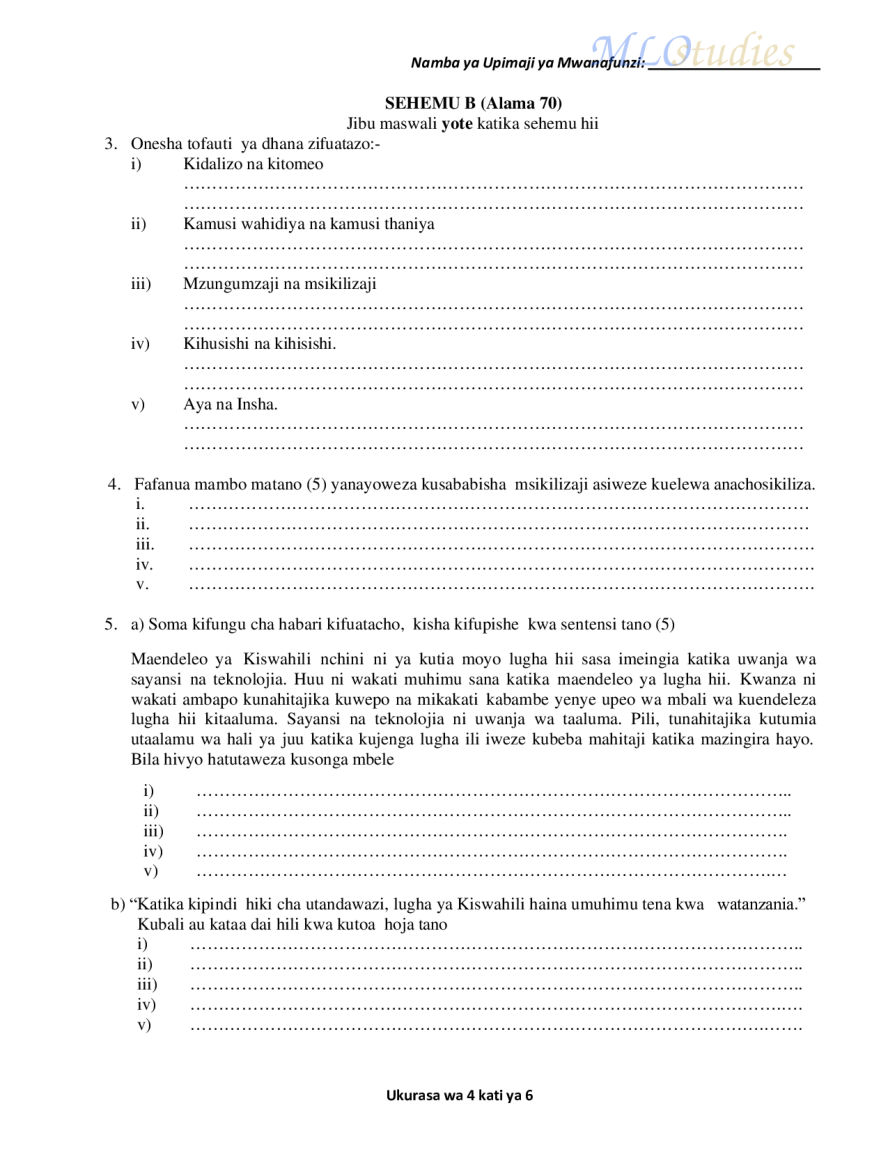 MLOstudies
Namba ya Upimaji ya Mwanafunzi:____________________
SEHEMU B (Alama 70)
Jibu maswali yote katika sehemu hii
3. Onesha tofauti ya dhana zifuatazo:-
i) Kidalizo na kitomeo
……………………………………………………………………………………………
……………………………………………………………………………………………
ii) Kamusi wahidiya na kamusi thaniya
……………………………………………………………………………………………
……………………………………………………………………………………………
iii) Mzungumzaji na msikilizaji
……………………………………………………………………………………………
……………………………………………………………………………………………
iv) Kihusishi na kihisishi.
……………………………………………………………………………………………
……………………………………………………………………………………………
v) Aya na Insha.
……………………………………………………………………………………………
……………………………………………………………………………………………
4. Fafanua mambo matano (5) yanayoweza kusababisha msikilizaji asiweze kuelewa anachosikiliza.
i. ……………………………………………………………………………………………
ii. ……………………………………………………………………………………………
iii. …………………………………………………………………………………………….
iv. …………………………………………………………………………………………….
v. ……………………………………………………………………………………………
5. a) Soma kifungu cha habari kifuatacho, kisha kifupishe kwa sentensi tano (5)
Maendeleo ya Kiswahili nchini ni ya kutia moyo lugha hii sasa imeingia katika uwanja wa
sayansi na teknolojia. Huu ni wakati muhimu sana katika maendeleo ya lugha hii. Kwanza ni
wakati ambapo kunahitajika kuwepo na mikakati kabambe yenye upeo wa mbali wa kuendeleza
lugha hii kitaaluma. Sayansi na teknolojia ni uwanja wa taaluma. Pili, tunahitajika kutumia
utaalamu wa hali ya juu katika kujenga lugha ili iweze kubeba mahitaji katika mazingira hayo.
Bila hivyo hatutaweza kusonga mbele
i) ………………………………………………………………………………………..
ii) ………………………………………………………………………………………..
iii) ……………………………………………………………………………………….
iv) ……………………………………………………………………………………….
v) …………………………………………………………………………………….…
b) “Katika kipindi hiki cha utandawazi, lugha ya Kiswahili haina umuhimu tena kwa watanzania.”
Kubali au kataa dai hili kwa kutoa hoja tano
i) …………………………………………………………………………………………..
ii) …………………………………………………………………………………………..
iii) …………………………………………………………………………………………..
iv) ……………………………………………………………………………………….….
v) …………………………………………………………………………………….…….
Ukurasa wa 4 kati ya 6